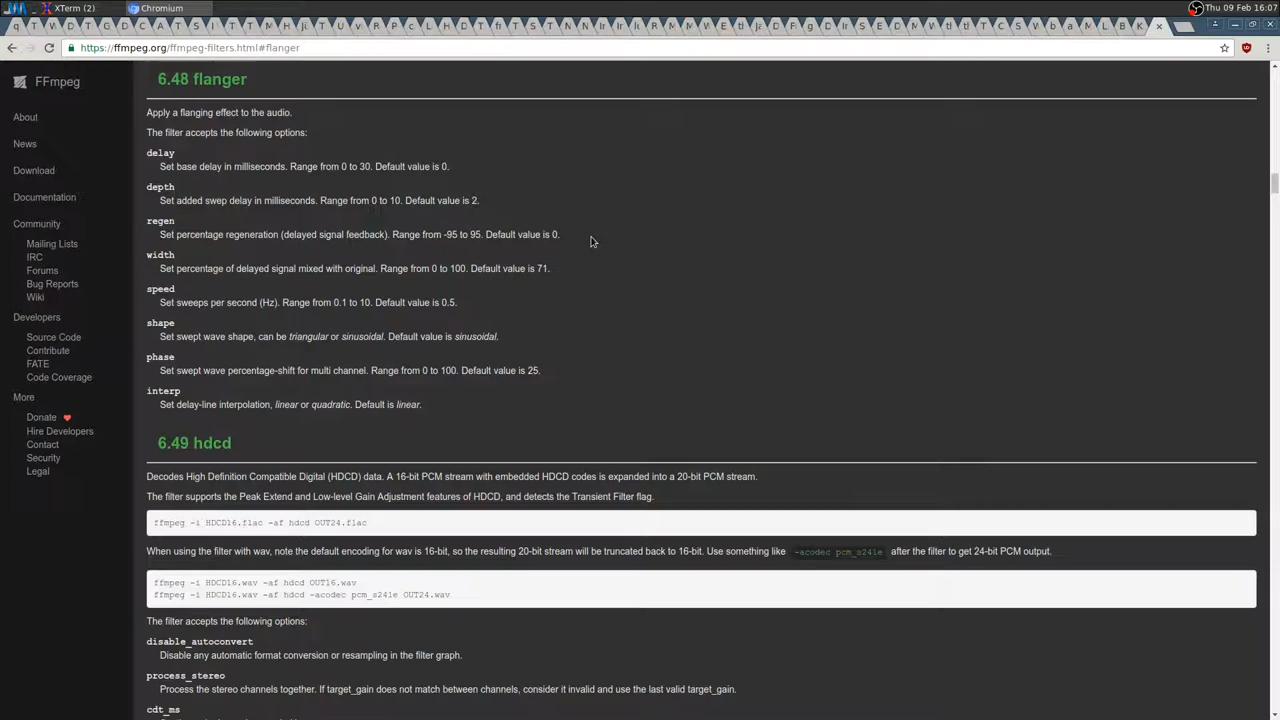 XTerm (2)
Chromium
Thu 09 Feb 16:07
https://ffmpeg.org/ffmpeg-filters.html#flanger
FFmpeg
About
News
Download
Documentation
Community
Mailing Lists
IRC
Forums
Bug Reports
Wiki
Developers
Source Code
Contribute
FATE
Code Coverage
More
Donate
Hire Developers
Contact
Security
Legal
6.48 flanger
Apply a flanging effect to the audio.
The filter accepts the following options:
delay
Set base delay in milliseconds. Range from 0 to 30. Default value is 0.
depth
Set added swep delay in milliseconds. Range from 0 to 10. Default value is 2.
regen
Set percentage regeneration (delayed signal feedback). Range from -95 to 95. Default value is 0.
width
Set percentage of delayed signal mixed with original. Range from 0 to 100. Default value is 71.
speed
Set sweeps per second (Hz). Range from 0.1 to 10. Default value is 0.5.
shape
Set swept wave shape, can be triangular or sinusoidal. Default value is sinusoidal.
phase
Set swept wave percentage-shift for multi channel. Range from 0 to 100. Default value is 25.
interp
Set delay-line interpolation, linear or quadratic. Default is linear.
6.49 hdcd
Decodes High Definition Compatible Digital (HDCD) data. A 16-bit PCM stream with embedded HDCD codes is expanded into a 20-bit PCM stream.
The filter supports the Peak Extend and Low-level Gain Adjustment features of HDCD, and detects the Transient Filter flag.
ffmpeg -i HDCD16.flac -af hdcd OUT24.flac
When using the filter with wav, note the default encoding for wav is 16-bit, so the resulting 20-bit stream will be truncated back to 16-bit. Use something like -acodec pcm_s24le after the filter to get 24-bit PCM output.
ffmpeg -i HDCD16.wav -af hdcd OUT16.wav
ffmpeg -i HDCD16.wav -af hdcd -acodec pcm_s24le OUT24.wav
The filter accepts the following options:
disable_autoconvert
Disable any automatic format conversion or resampling in the filter graph.
process_stereo
Process the stereo channels together. If target_gain does not match between channels, consider it invalid and use the last valid target_gain.
cdt_ms